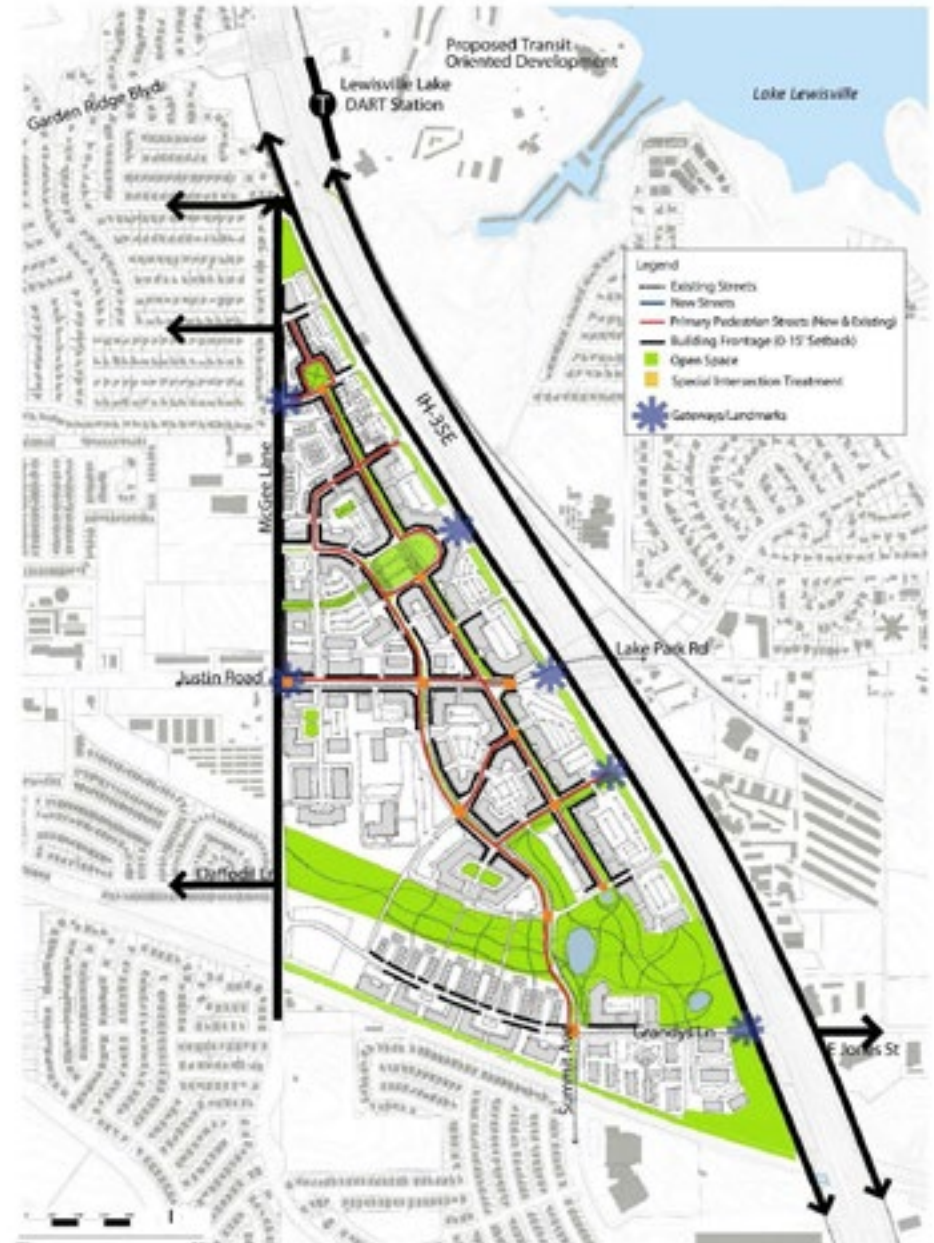 Proposed Transit
Oriented Development
Lewisville Lake
DART Station
T
Lake Lewisville
Garden Ridge Blvd.
Legend
Existing Streets
New Streets
Primary Pedestrian Streets (New & Existing)
Building Frontage (0-15' Setback)
Open Space
Special Intersection Treatment
Gateways/Landmarks
IH-35E
McGee Lane
Lake Park Rd
Justin Road
Daffodil Ln
Grandys Ln
E Jones St